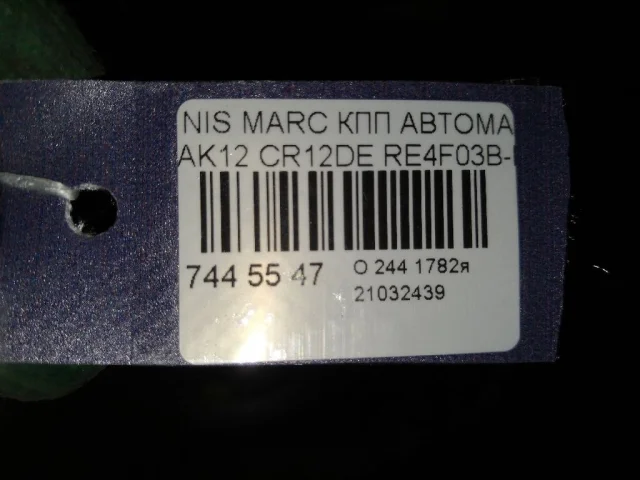 NIS MARC КПП АВТОМА
AK12 CR12DE RE4F03B-
744 55 47
О 244 1782я
21032439